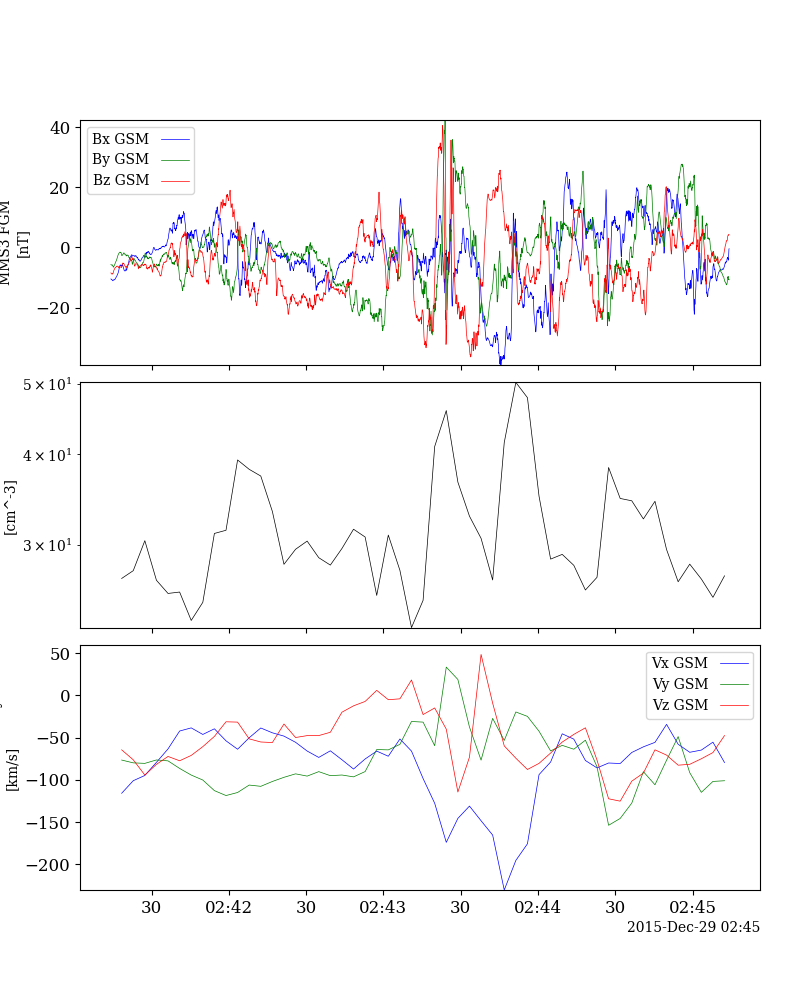 40
20
0
−20
MMS3 FGM
[nT]
Bx GSM
By GSM
Bz GSM
5 × 10¹
4 × 10¹
3 × 10¹
[cm^-3]
50
0
−50
−100
−150
−200
[km/s]
Vx GSM
Vy GSM
Vz GSM
30 02:42 30 02:43 30 02:44 30 02:45
2015-Dec-29 02:45